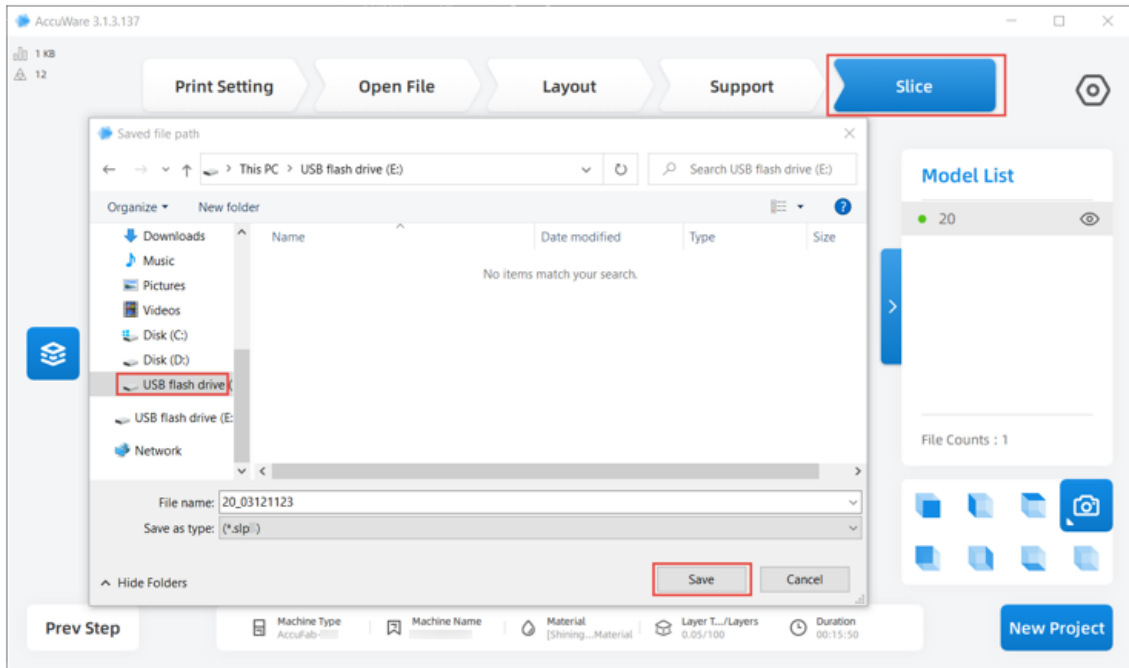 AccuWare 3.1.3.137
1 KB
12
Print Setting
Open File
Layout
Support
Slice
Saved file path
This PC > USB flash drive (E:)
Search USB flash drive (E:)
Organize
New folder
Downloads
Music
Pictures
Videos
Disk (C:)
Disk (D:)
USB flash drive (
USB flash drive (E:
Network
Name
Date modified
Type
Size
No items match your search.
File name: 20_03121123
Save as type: (*.slp )
Hide Folders
Save
Cancel
Model List
20
File Counts : 1
Prev Step
Machine Type
AccuFab-
Machine Name
Material
[Shining...Material
Layer T.../Layers
0.05/100
Duration
00:15:50
New Project